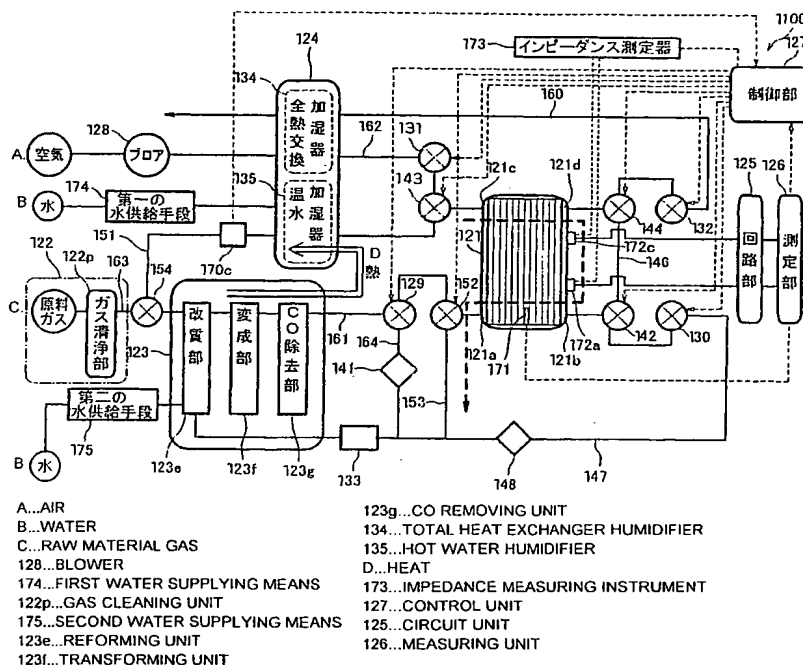 1100
173
インピーダンス測定器
127
制御部
124
134
全熱交換
加湿器
128
A.
空気
ブロア
162
131
160
135
温水
加湿器
143
121c
121d
125
126
B
水
174
第一の水供給手段
151
170c
D
熱
121
172c
144
132
146
回路部
測定部
122
122p
163
154
C.
原料ガス
ガス清浄部
123
改質部
変成部
CO除去部
161
129
152
164
141
171
172a
121a
121b
142
130
153
第二の水供給手段
175
B
水
123e
123f
123g
133
148
147
A...AIR
B...WATER
C...RAW MATERIAL GAS
128...BLOWER
174...FIRST WATER SUPPLYING MEANS
122p...GAS CLEANING UNIT
175...SECOND WATER SUPPLYING MEANS
123e...REFORMING UNIT
123f...TRANSFORMING UNIT
123g...CO REMOVING UNIT
134...TOTAL HEAT EXCHANGER HUMIDIFIER
135...HOT WATER HUMIDIFIER
D...HEAT
173...IMPEDANCE MEASURING INSTRUMENT
127...CONTROL UNIT
125...CIRCUIT UNIT
126...MEASURING UNIT